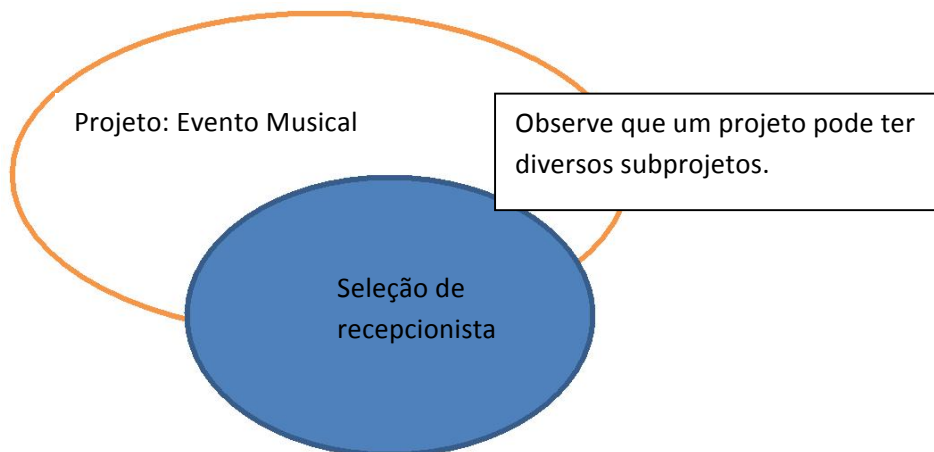 Projeto: Evento Musical
Observe que um projeto pode ter
diversos subprojetos.
Seleção de
recepcionista